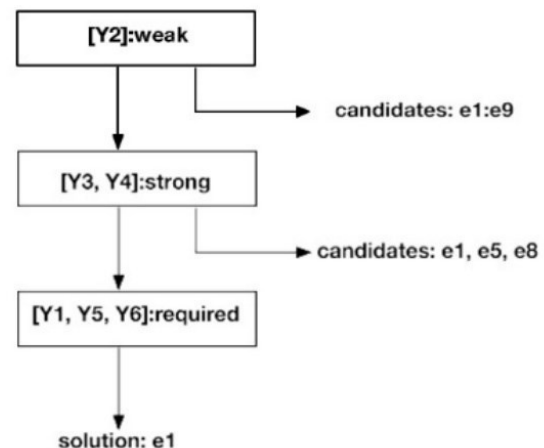 [Y2]:weak
candidates: e1:e9
[Y3, Y4]:strong
candidates: e1, e5, e8
[Y1, Y5, Y6]:required
solution: e1